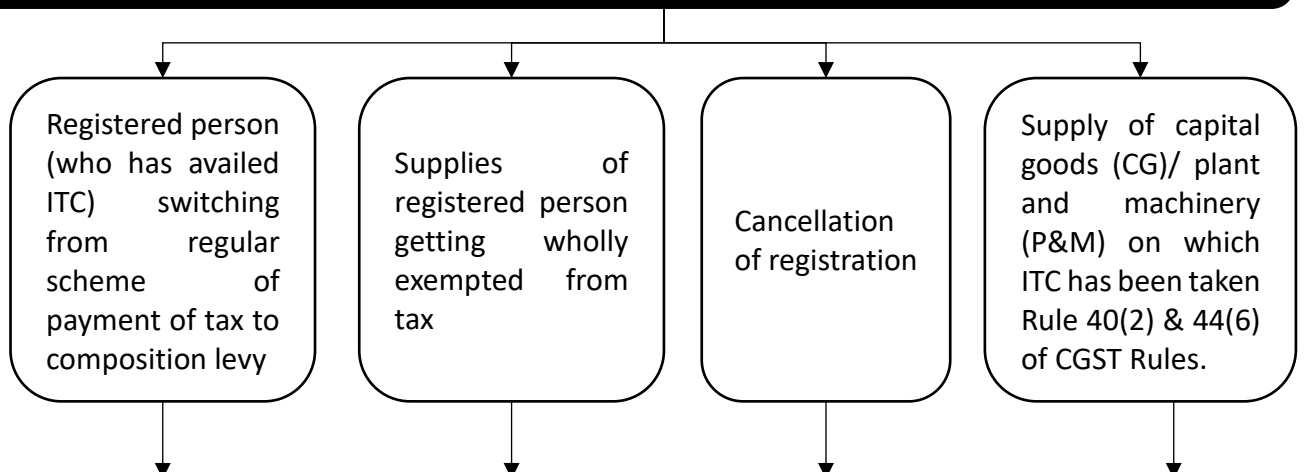 Registered person
(who has availed
ITC) switching
from regular
scheme of
payment of tax to
composition levy
Supplies of
registered person
getting wholly
exempted from
tax
Cancellation
of registration
Supply of capital
goods (CG)/ plant
and machinery
(P&M) on which
ITC has been taken
Rule 40(2) & 44(6)
of CGST Rules.